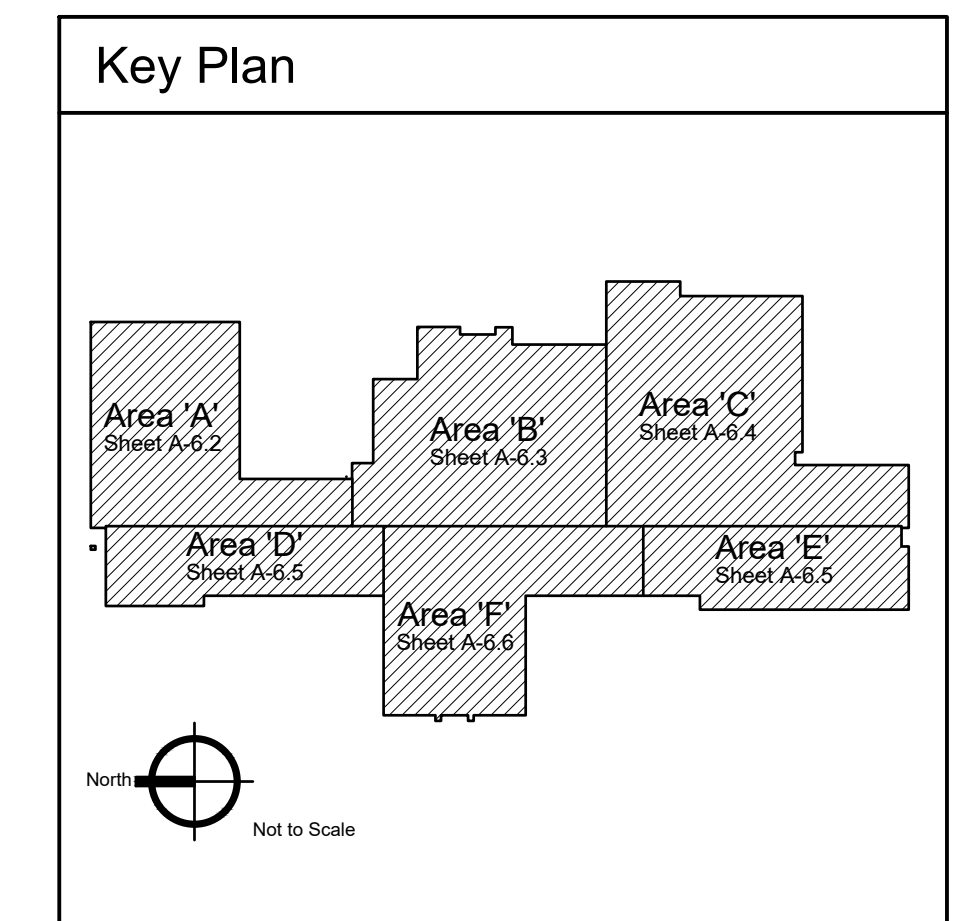 Key Plan
Area 'A'
Sheet A-6.2
Area 'B'
Sheet A-6.3
Area 'C'
Sheet A-6.4
Area 'D'
Sheet A-6.5
Area 'E'
Sheet A-6.5
Area 'F'
Sheet A-6.6
North
Not to Scale